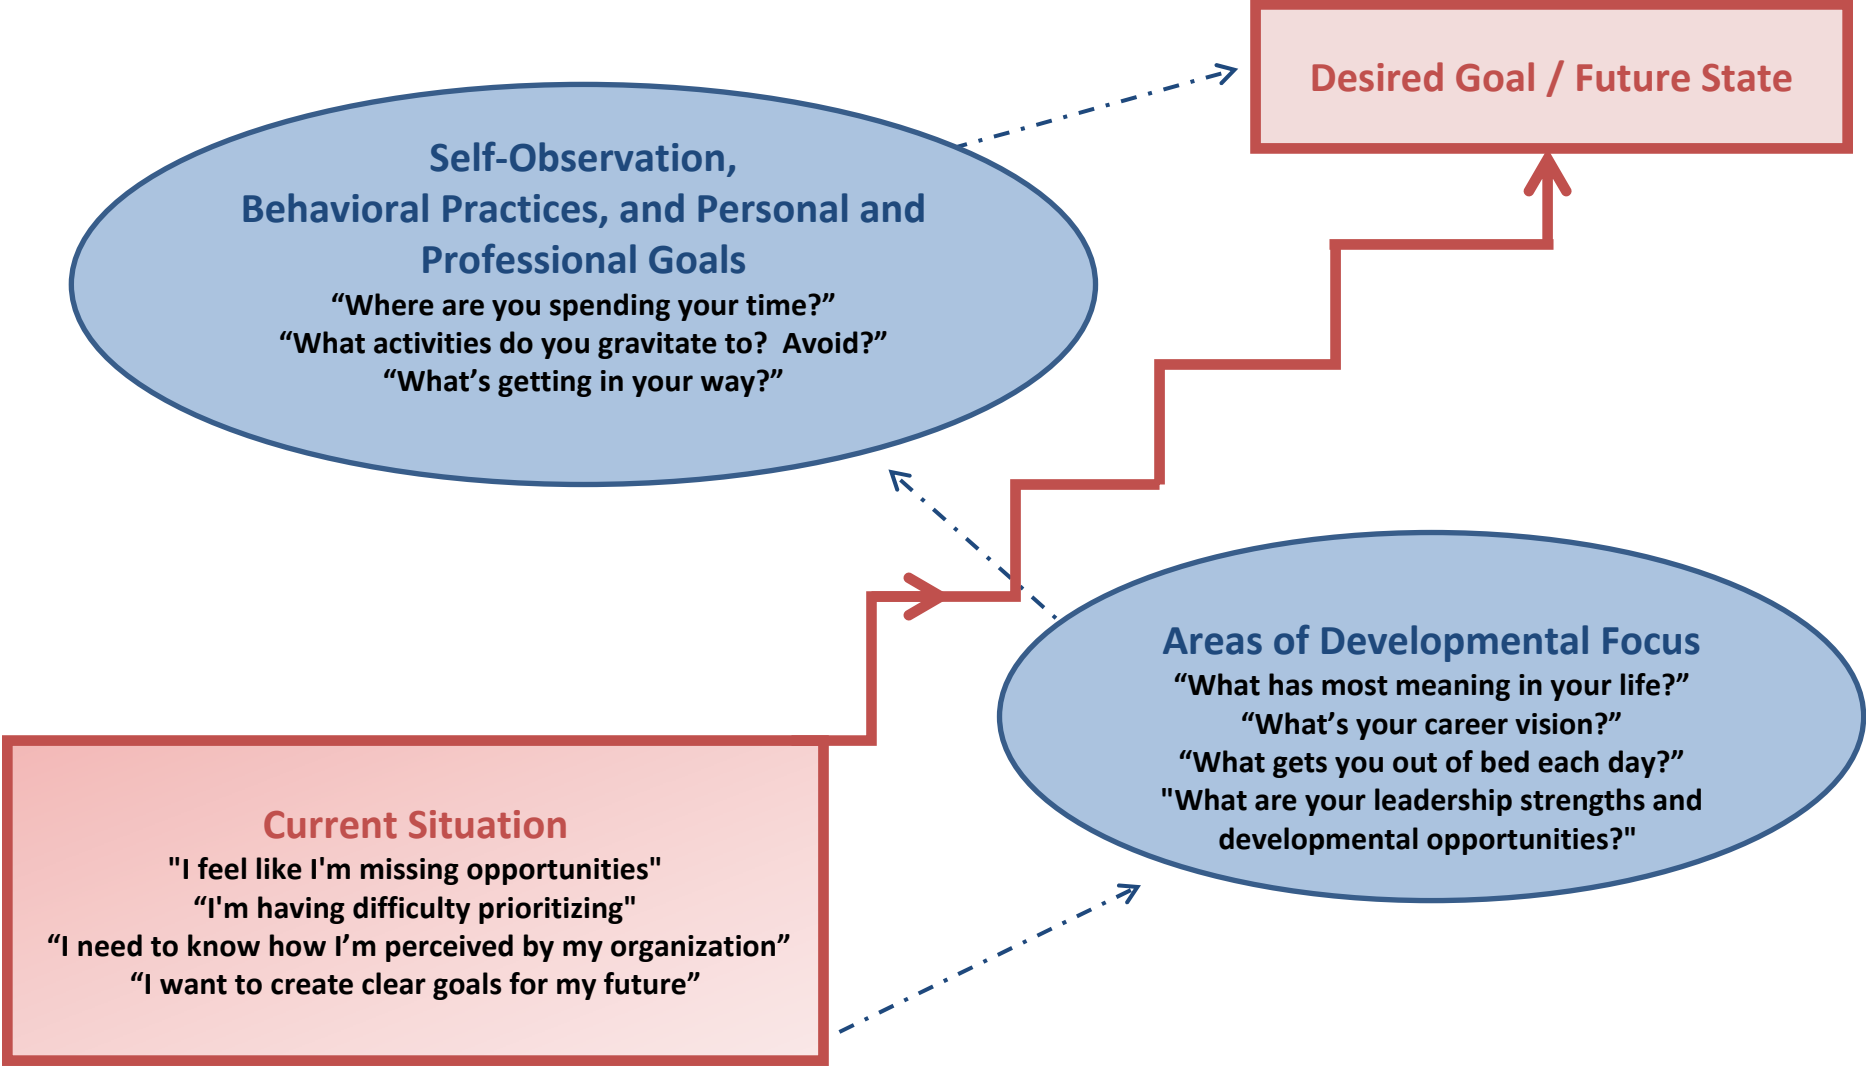 Desired Goal / Future State
Self-Observation,
Behavioral Practices, and Personal and
Professional Goals
“Where are you spending your time?”
“What activities do you gravitate to?  Avoid?”
“What’s getting in your way?”
Areas of Developmental Focus
“What has most meaning in your life?”
“What’s your career vision?”
“What gets you out of bed each day?”
"What are your leadership strengths and
developmental opportunities?"
Current Situation
"I feel like I'm missing opportunities"
“I'm having difficulty prioritizing"
“I need to know how I’m perceived by my organization”
“I want to create clear goals for my future”